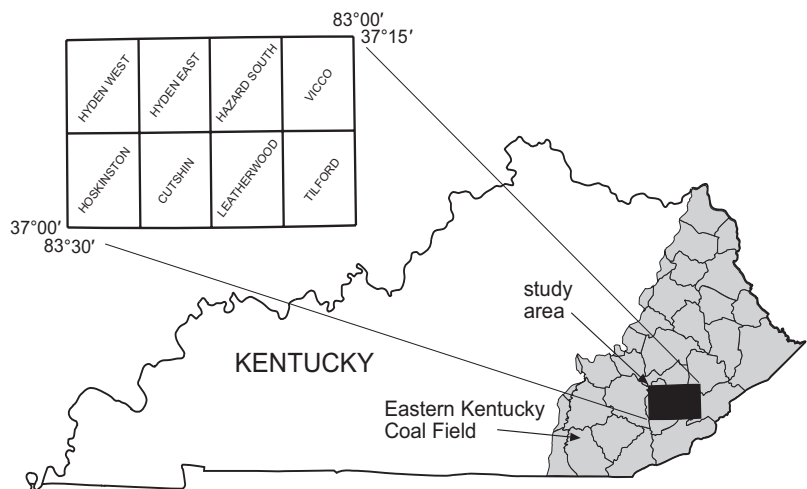 83°00′
37°15′
HYDEN WEST
HYDEN EAST
HAZARD SOUTH
VICCO
HOSKINSTON
CUTSHIN
LEATHERWOOD
TILFORD
37°00′
83°30′
study
area
KENTUCKY
Eastern Kentucky
Coal Field